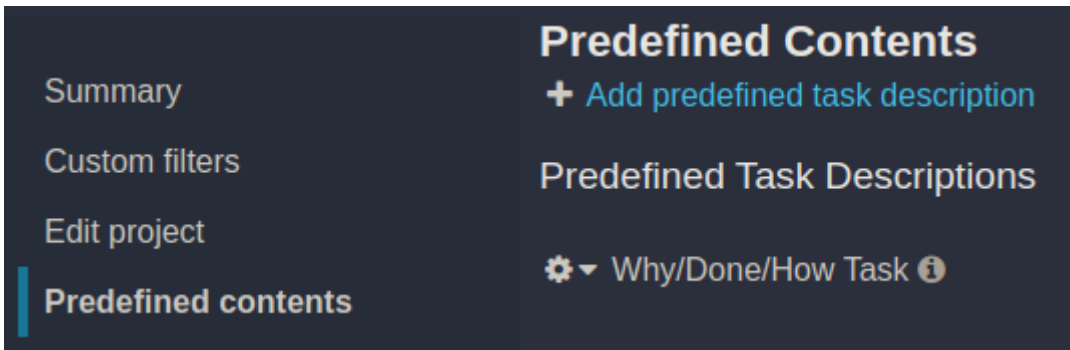 Summary
Custom filters
Edit project
Predefined contents
Predefined Contents
Add predefined task description
Predefined Task Descriptions
Why/Done/How Task